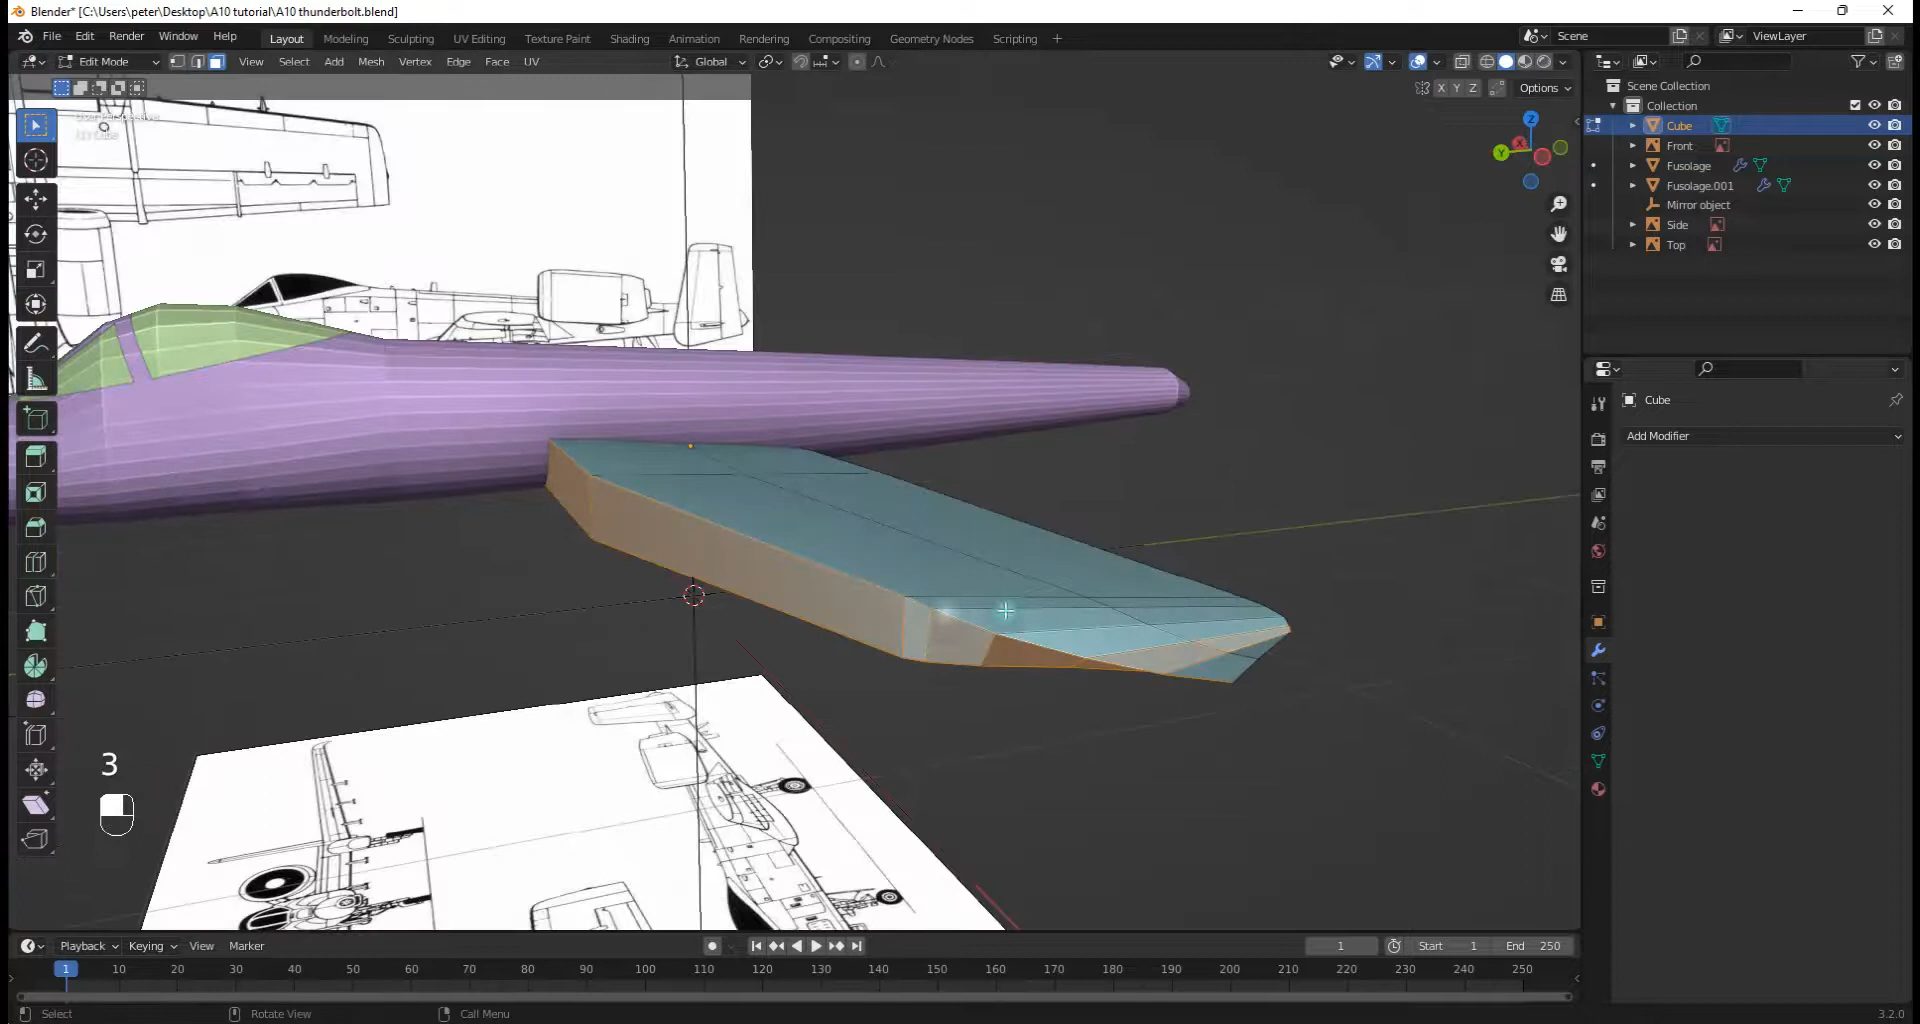 Blender* [C:\Users\peter\Desktop\A10 tutorial\A10 thunderbolt.blend]
File Edit Render Window Help Layout Modeling Sculpting UV Editing Texture Paint Shading Animation Rendering Compositing Geometry Nodes Scripting + Scene ViewLayer
Edit Mode View Select Add Mesh Vertex Edge Face UV Global
X Y Z Options
User Perspective
(1) Cube
Z
Y
X
Scene Collection
Collection
Cube
Front
Fusolage
Fusolage.001
Mirror object
Side
Top
Cube
Add Modifier
3
Playback Keying View Marker 1 Start 1 End 250
1 10 20 30 40 50 60 70 80 90 100 110 120 130 140 150 160 170 180 190 200 210 220 230 240 250
Select Rotate View Call Menu 3.2.0